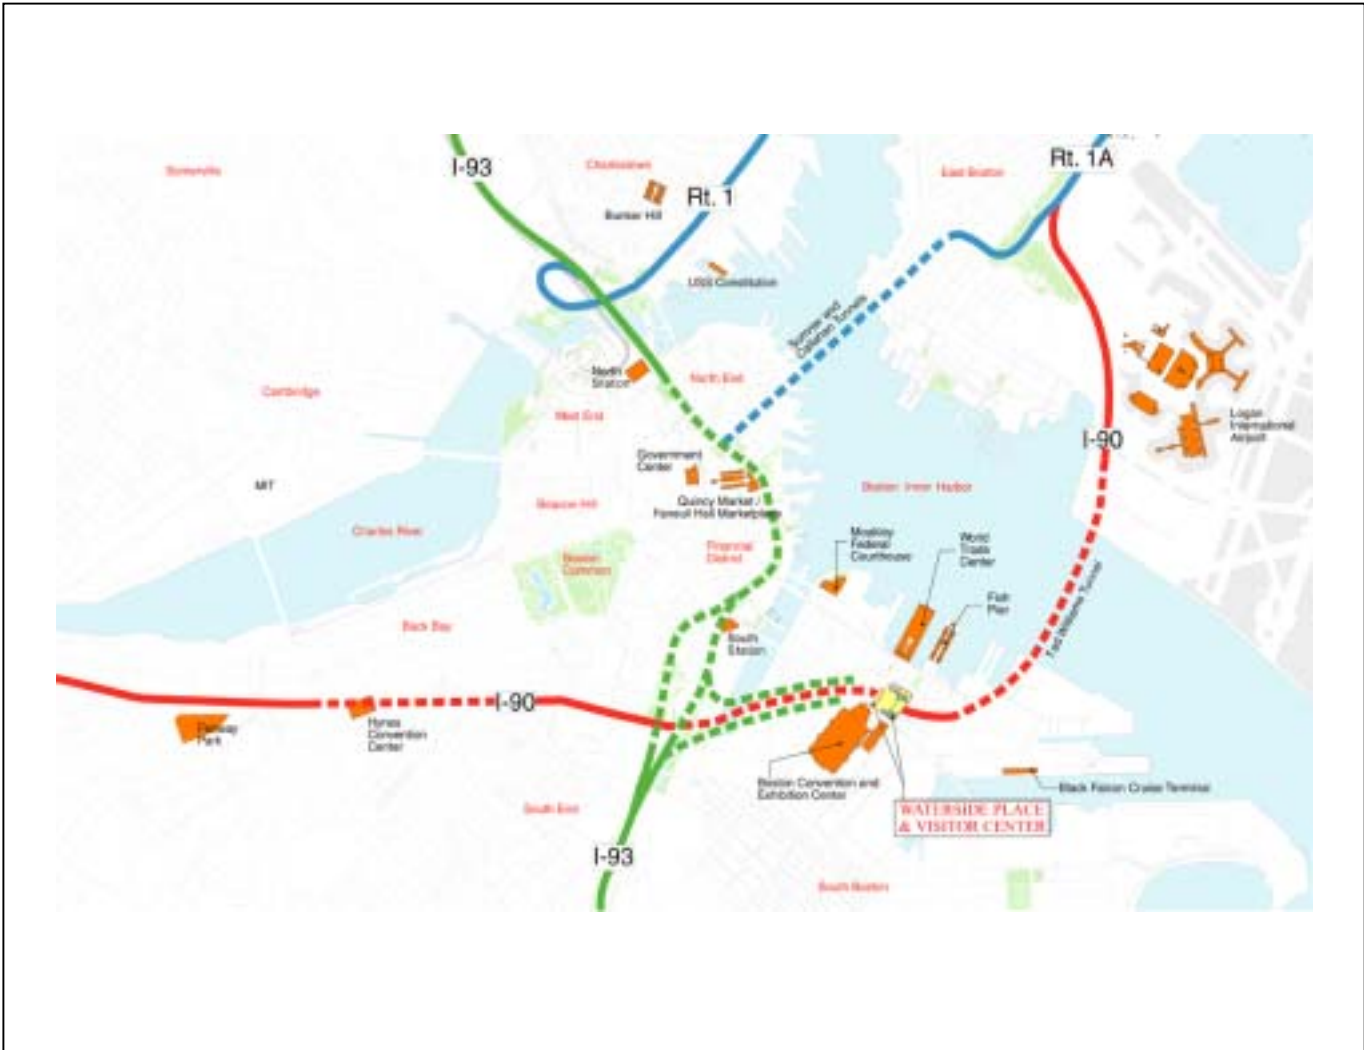 I-93
Charlestown
Rt. 1A
Somerville
East Boston
Rt. 1
Bunker Hill
USS Constitution
Sumner and
Callahan Tunnels
North
Station
North End
Cambridge
West End
Logan
International
Airport
I-90
Government
Center
MIT
Boston Inner Harbor
Beacon Hill
Quincy Market /
Faneuil Hall Marketplace
Charles River
Moakley
Federal
Courthouse
World
Trade
Center
Financial
District
Boston
Common
Fish
Pier
Ted Williams Tunnel
Back Bay
South
Station
I-90
Fenway
Park
Hynes
Convention
Center
Boston Convention and
Exhibition Center
Black Falcon Cruise Terminal
South End
WATERSIDE PLACE
& VISITOR CENTER
I-93
South Boston